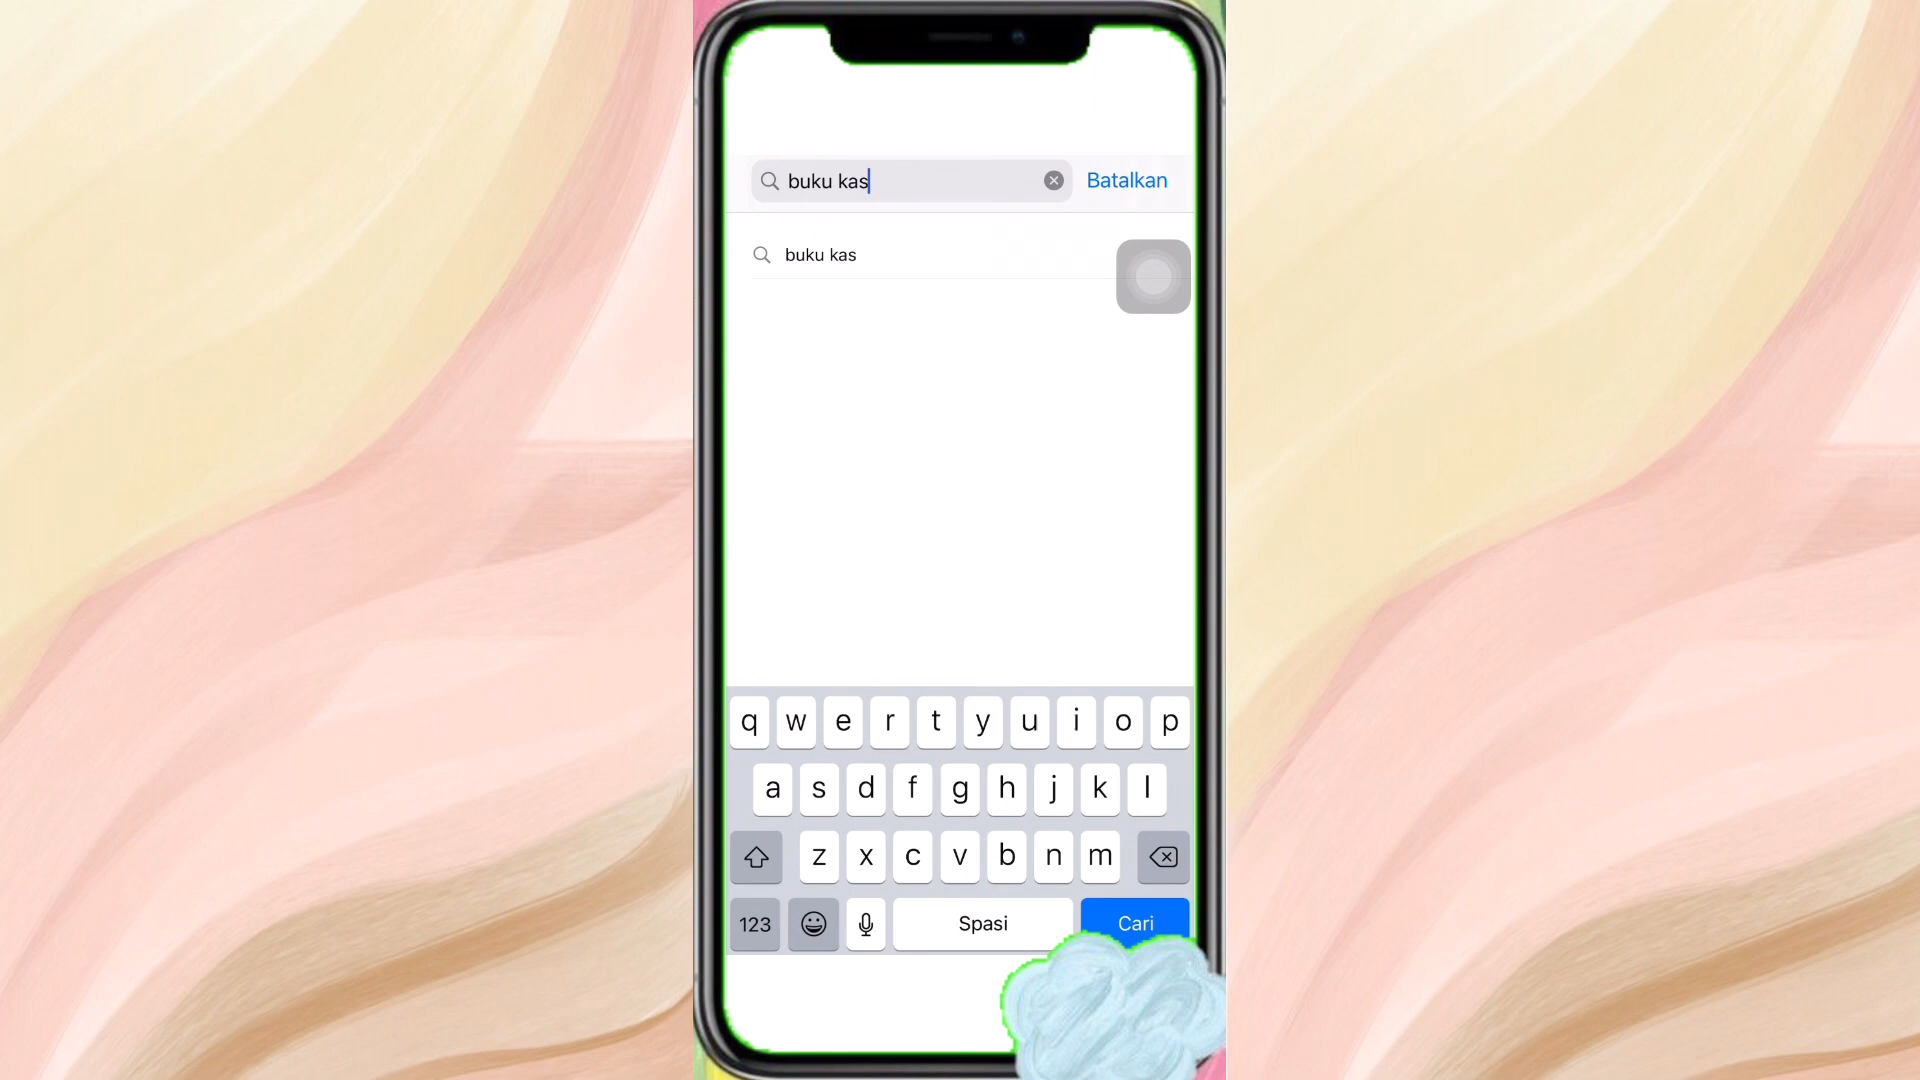 buku kas Batalkan
buku kas
q w e r t y u i o p
a s d f g h j k l
z x c v b n m
123 Spasi Cari